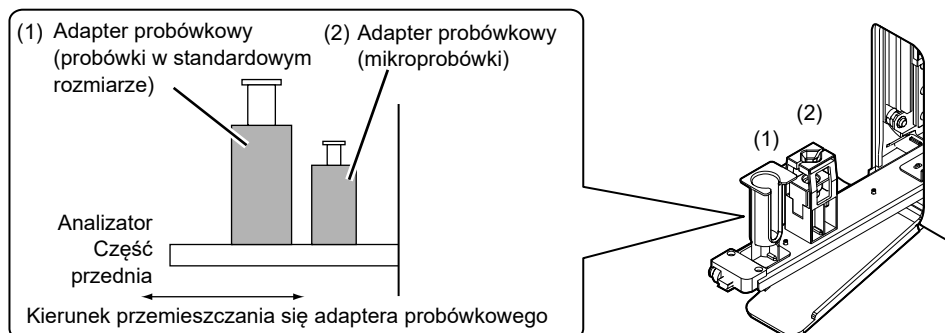 (1) Adapter probówkowy
(probówki w standardowym
rozmiarze)
(2) Adapter probówkowy
(mikroprobówki)
Analizator
Część
przednia
Kierunek przemieszczania się adaptera probówkowego
(1)
(2)